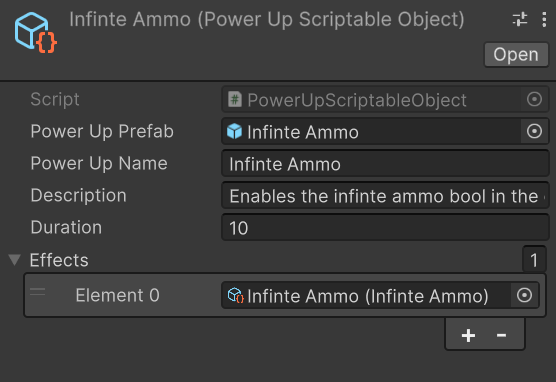 Infinte Ammo (Power Up Scriptable Object)
Open
Script PowerUpScriptableObject
Power Up Prefab Infinte Ammo
Power Up Name Infinte Ammo
Description Enables the infinte ammo bool in the
Duration 10
Effects 1
Element 0 Infinte Ammo (Infinte Ammo)
+ -